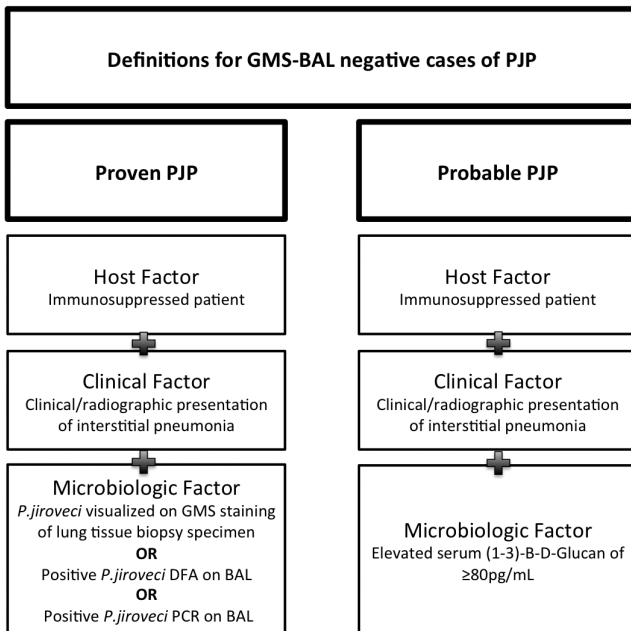 Definitions for GMS-BAL negative cases of PJP
Proven PJP
Host Factor
Immunosuppressed patient
Clinical Factor
Clinical/radiographic presentation
of interstitial pneumonia
Microbiologic Factor
P.jiroveci visualized on GMS staining
of lung tissue biopsy specimen
OR
Positive P.jiroveci DFA on BAL
OR
Positive P.jiroveci PCR on BAL
Probable PJP
Host Factor
Immunosuppressed patient
Clinical Factor
Clinical/radiographic presentation
of interstitial pneumonia
Microbiologic Factor
Elevated serum (1-3)-B-D-Glucan of
≥80pg/mL